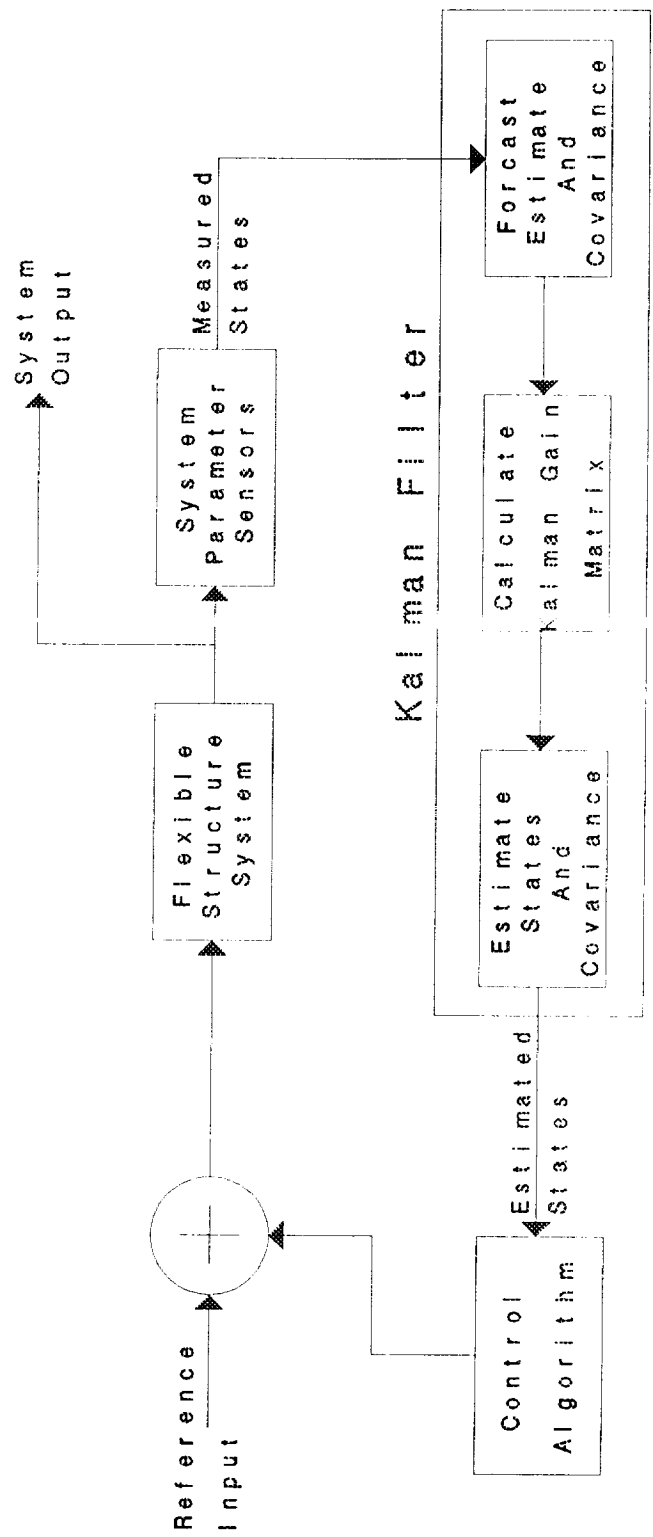 Reference
Input
Flexible
Structure
System
System
Output
System
Parameter
Sensors
Measured
States
Kalman Fillter
Forcast
Estimate
And
Covariance
Calculate
Kalman Gain
Matrix
Estimate
States
And
Covariance
Estimated
States
Control
Algorithm